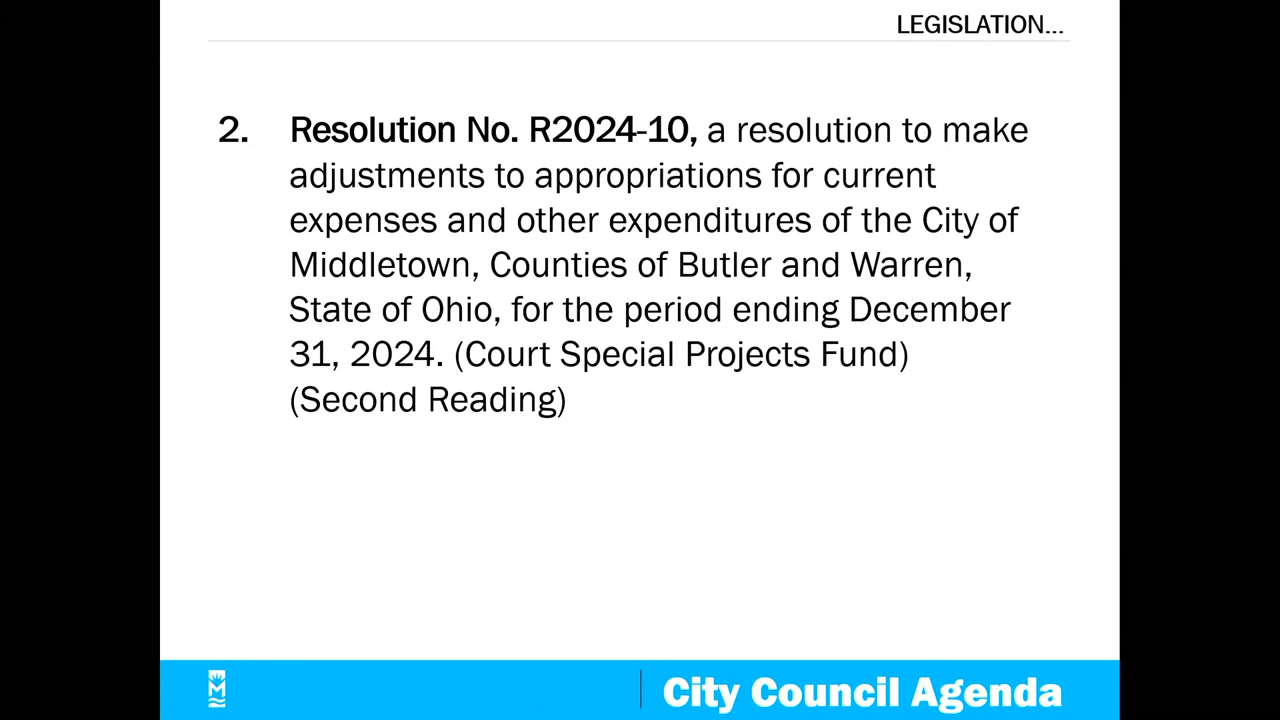 LEGISLATION...
2. Resolution No. R2024-10, a resolution to make
adjustments to appropriations for current
expenses and other expenditures of the City of
Middletown, Counties of Butler and Warren,
State of Ohio, for the period ending December
31, 2024. (Court Special Projects Fund)
(Second Reading)
M
City Council Agenda